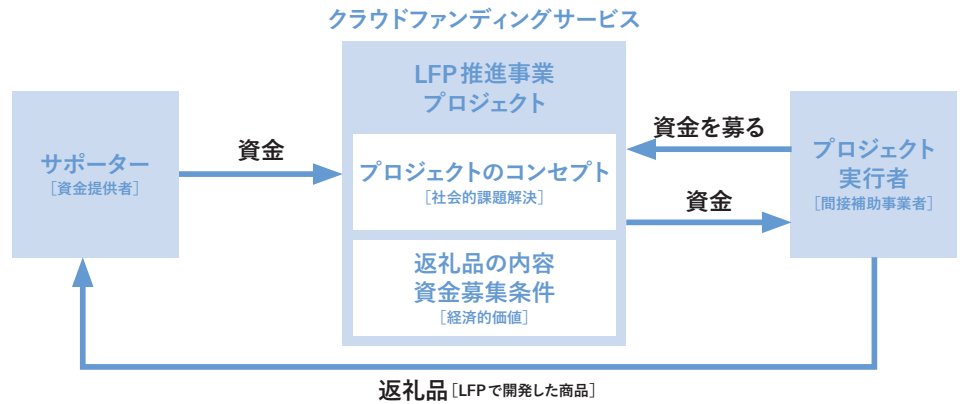 クラウドファンディングサービス
LFP推進事業
プロジェクト
サポーター
［資金提供者］
資金
プロジェクトのコンセプト
［社会的課題解決］
返礼品の内容
資金募集条件
［経済的価値］
資金を募る
資金
プロジェクト
実行者
［間接補助事業者］
返礼品［LFPで開発した商品］